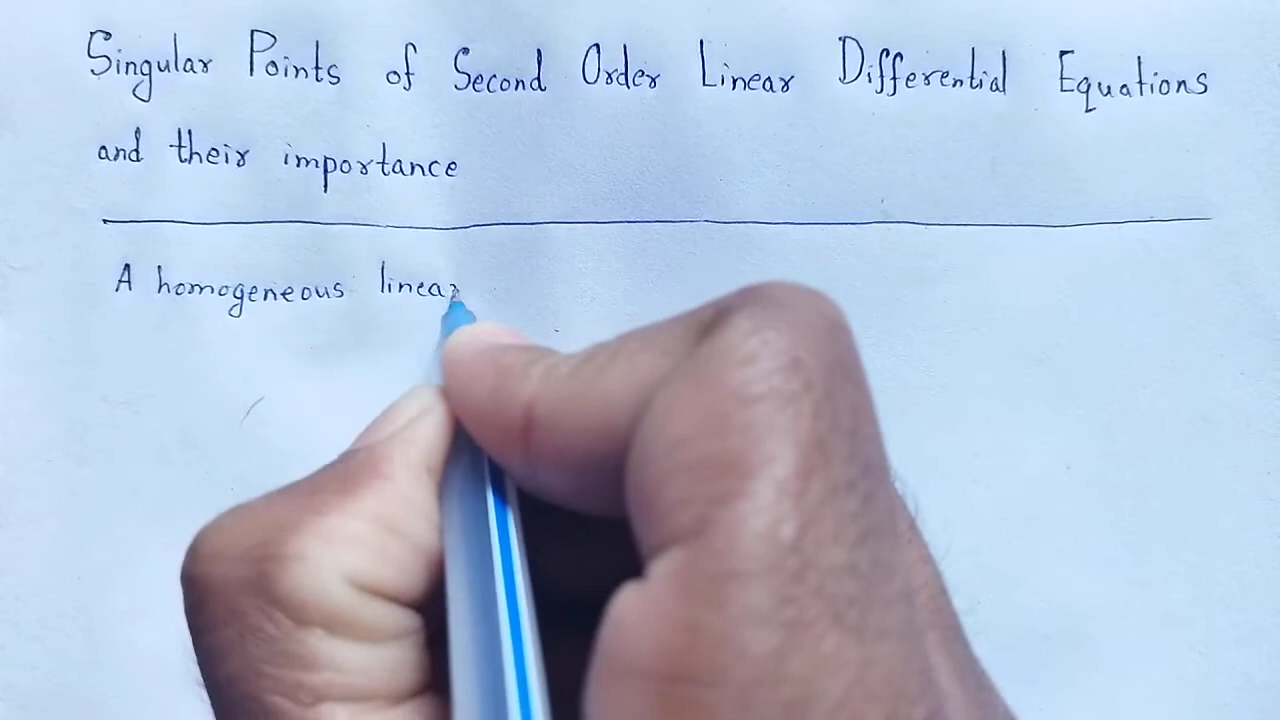 Singular Points of Second Order Linear Differential Equations
and their importance
A homogeneous linear